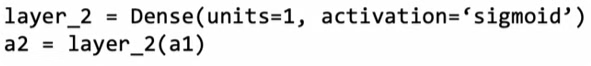 layer_2 = Dense(units=1, activation=‘sigmoid’)
a2 = layer_2(a1)